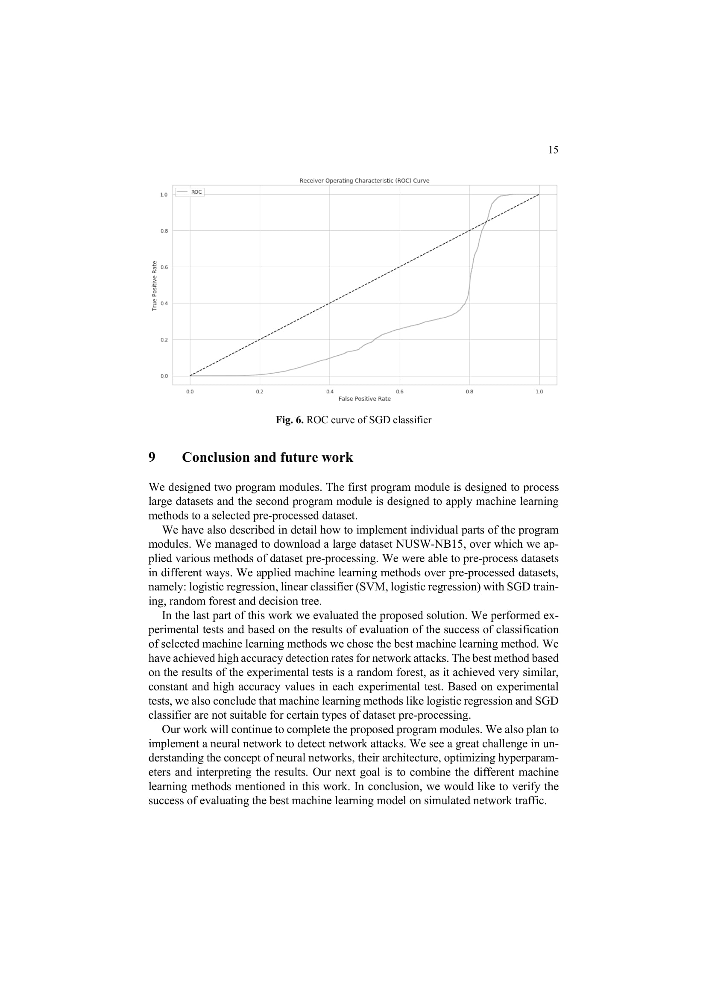 15
Receiver Operating Characteristic (ROC) Curve
ROC
1.0
0.8
0.6
0.4
0.2
0.0
True Positive Rate
0.0 0.2 0.4 0.6 0.8 1.0
False Positive Rate
Fig. 6. ROC curve of SGD classifier
9 Conclusion and future work
We designed two program modules. The first program module is designed to process
large datasets and the second program module is designed to apply machine learning
methods to a selected pre-processed dataset.
We have also described in detail how to implement individual parts of the program
modules. We managed to download a large dataset NUSW-NB15, over which we ap-
plied various methods of dataset pre-processing. We were able to pre-process datasets
in different ways. We applied machine learning methods over pre-processed datasets,
namely: logistic regression, linear classifier (SVM, logistic regression) with SGD train-
ing, random forest and decision tree.
In the last part of this work we evaluated the proposed solution. We performed ex-
perimental tests and based on the results of evaluation of the success of classification
of selected machine learning methods we chose the best machine learning method. We
have achieved high accuracy detection rates for network attacks. The best method based
on the results of the experimental tests is a random forest, as it achieved very similar,
constant and high accuracy values in each experimental test. Based on experimental
tests, we also conclude that machine learning methods like logistic regression and SGD
classifier are not suitable for certain types of dataset pre-processing.
Our work will continue to complete the proposed program modules. We also plan to
implement a neural network to detect network attacks. We see a great challenge in un-
derstanding the concept of neural networks, their architecture, optimizing hyperparam-
eters and interpreting the results. Our next goal is to combine the different machine
learning methods mentioned in this work. In conclusion, we would like to verify the
success of evaluating the best machine learning model on simulated network traffic.